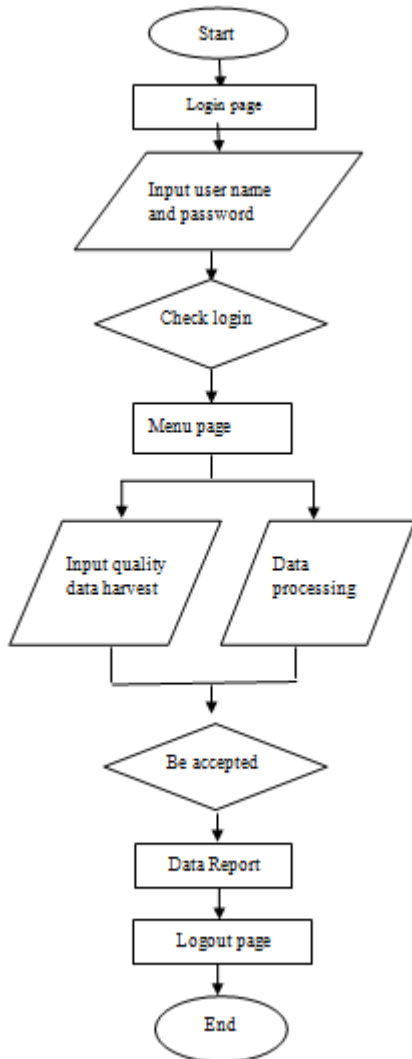 Start
Login page
Input user name
and password
Check login
Menu page
Input quality
data harvest
Data
processing
Be accepted
Data Report
Logout page
End